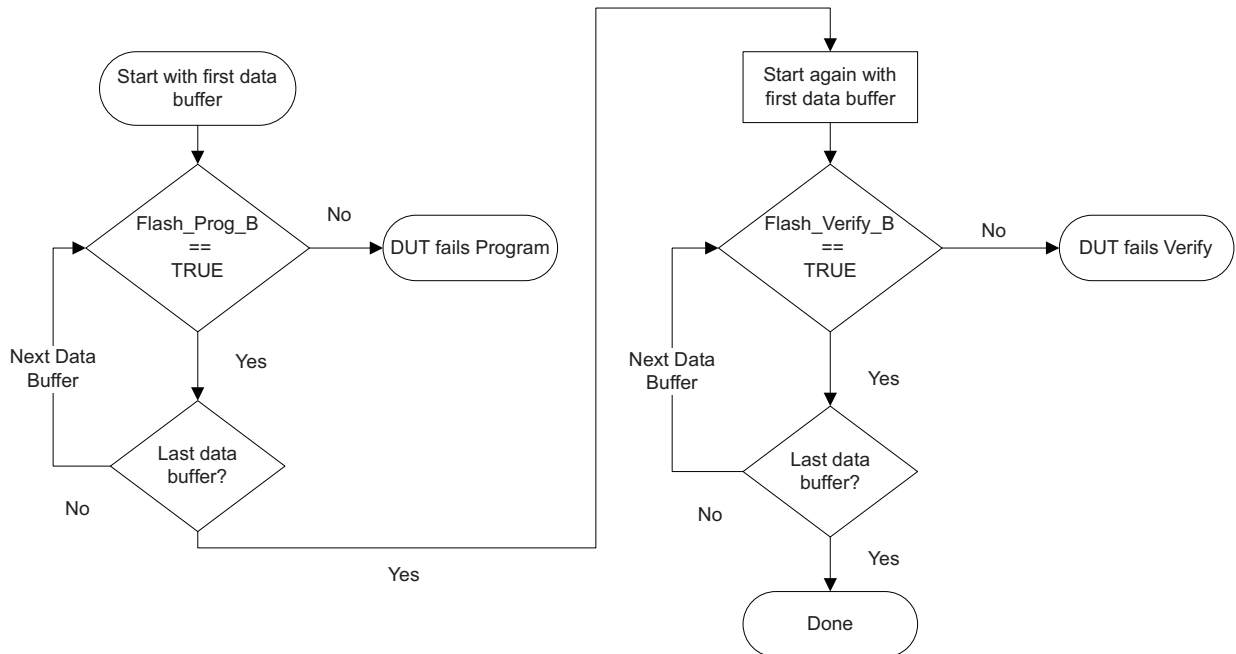 Start with first data
buffer
Flash_Prog_B
==
TRUE
No
DUT fails Program
Next Data
Buffer
Yes
Last data
buffer?
No
Yes
Start again with
first data buffer
Flash_Verify_B
==
TRUE
No
DUT fails Verify
Next Data
Buffer
Yes
Last data
buffer?
No
Yes
Done